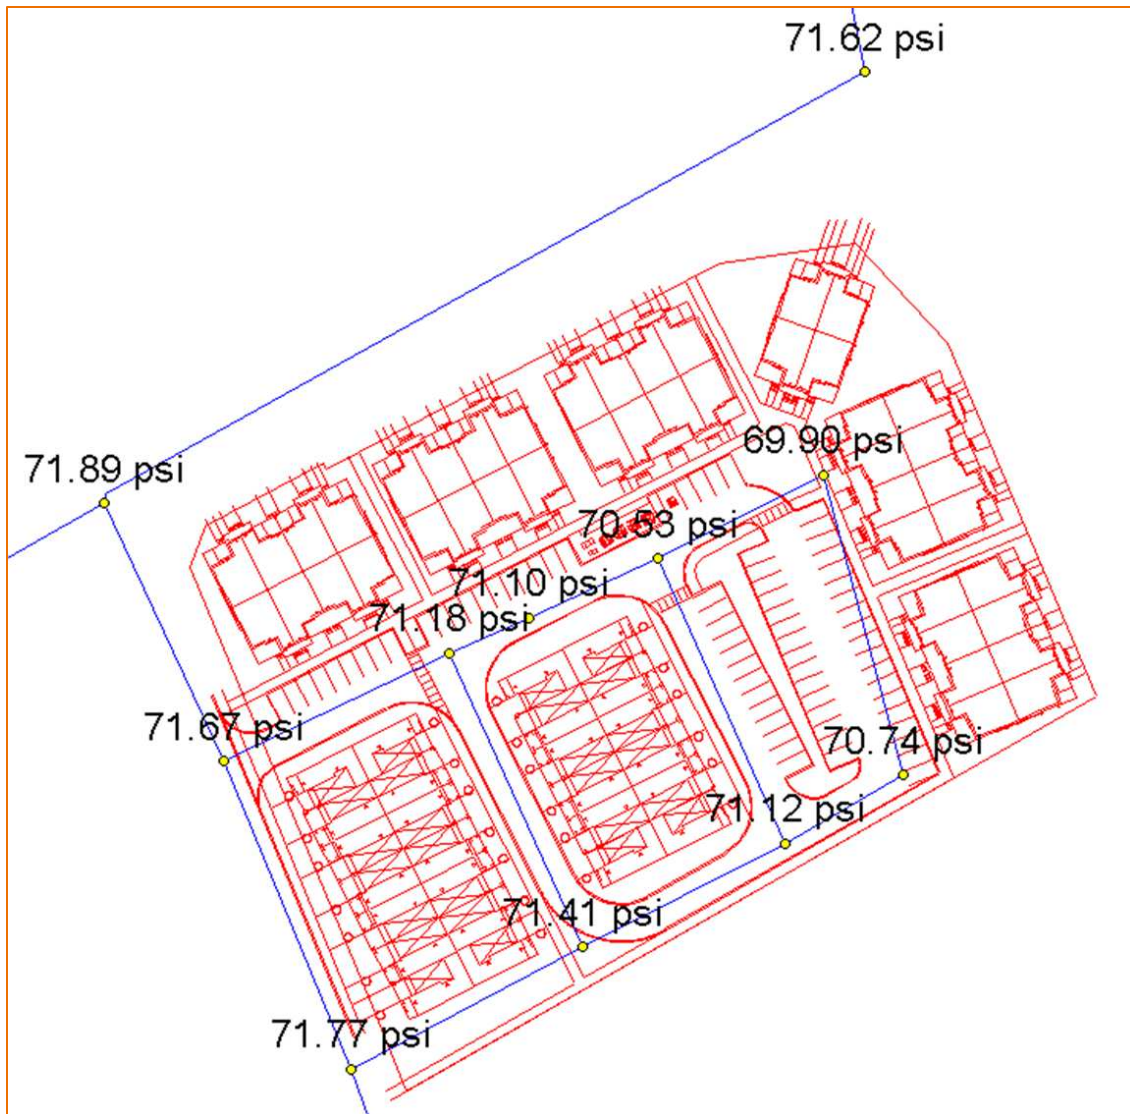 71.62 psi
71.89 psi
69.90 psi
70.53 psi
71.10 psi
71.18 psi
71.67 psi
70.74 psi
71.12 psi
71.41 psi
71.77 psi